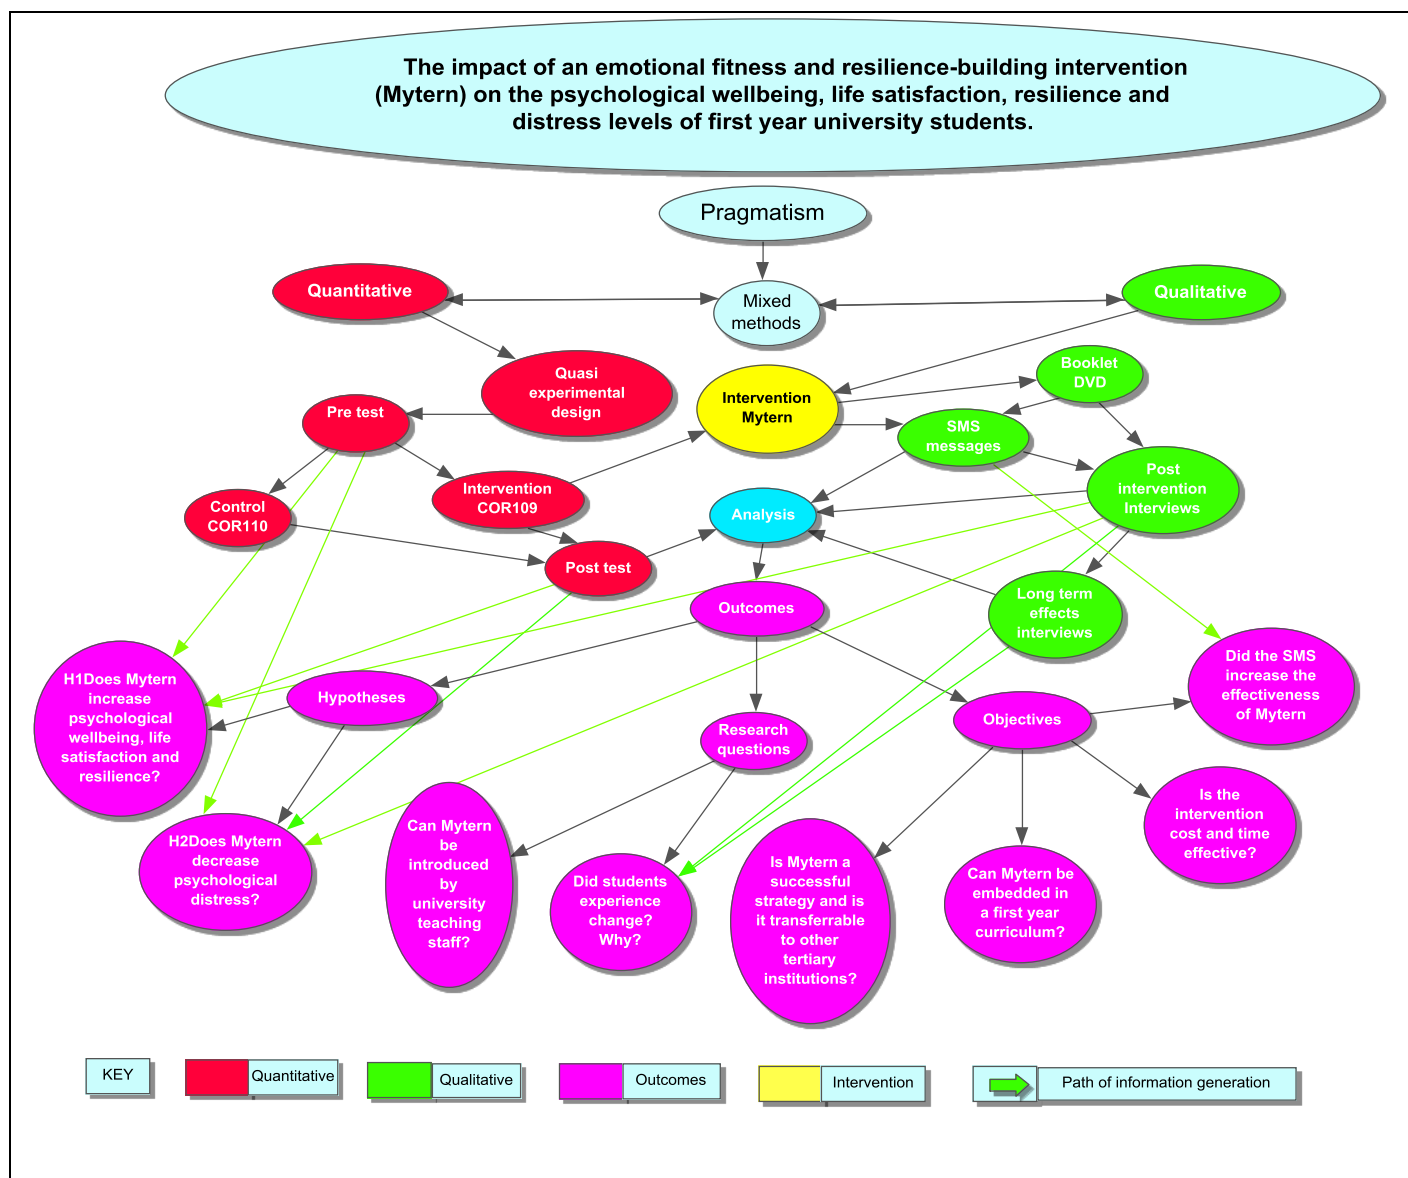 The impact of an emotional fitness and resilience-building intervention
(Mytern) on the psychological wellbeing, life satisfaction, resilience and
distress levels of first year university students.
Pragmatism
Quantitative
Mixed
methods
Qualitative
Quasi
experimental
design
Intervention
Mytern
Booklet
DVD
Pre test
SMS
messages
Control
COR110
Intervention
COR109
Analysis
Post
intervention
Interviews
Post test
Outcomes
Long term
effects
interviews
H1Does Mytern
increase
psychological
wellbeing, life
satisfaction and
resilience?
Hypotheses
Research
questions
Objectives
Did the SMS
increase the
effectiveness
of Mytern
H2Does Mytern
decrease
psychological
distress?
Can Mytern
be
introduced
by
university
teaching
staff?
Did students
experience
change?
Why?
Is Mytern a
successful
strategy and is
it transferrable
to other
tertiary
institutions?
Can Mytern be
embedded in
a first year
curriculum?
Is the
intervention
cost and time
effective?
KEY
Quantitative
Qualitative
Outcomes
Intervention
Path of information generation